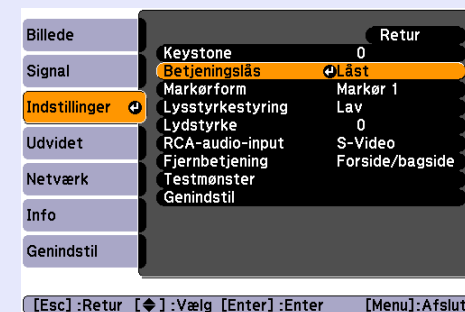 Billede
Signal
Indstillinger
Udvidet
Netværk
Info
Genindstil
Retur
Keystone 0
Betjeningslås Låst
Markørform Markør 1
Lysstyrkestyring Lav
Lydstyrke 0
RCA-audio-input S-Video
Fjernbetjening Forside/bagside
Testmønster
Genindstil
[Esc] :Retur [ ] :Vælg [Enter] :Enter [Menu]:Afslut